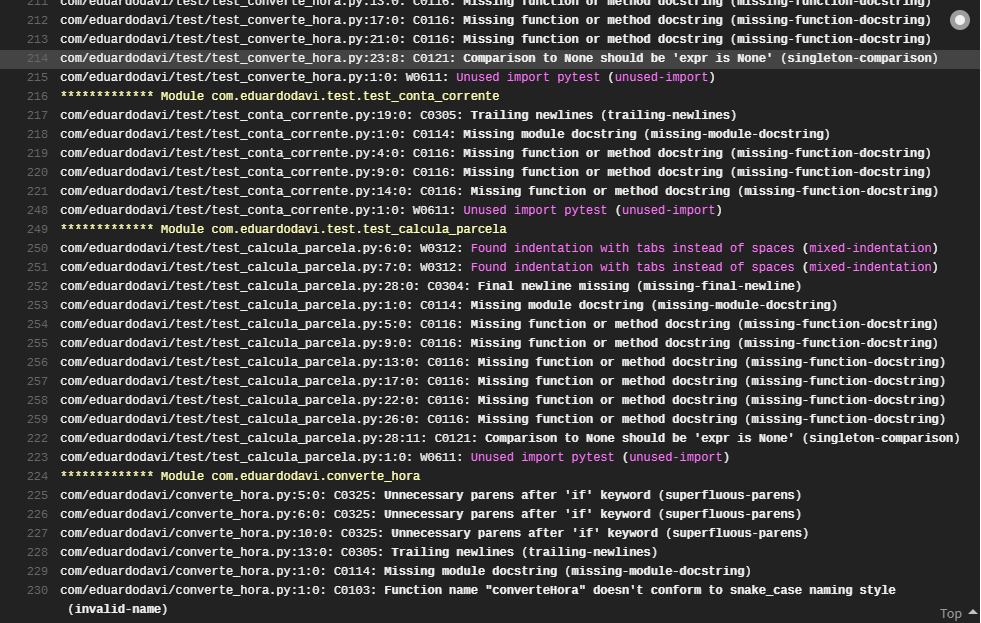 211 com/eduardodavi/test/test_converte_hora.py:13:0: C0116: Missing function or method docstring (missing-function-docstring)
212 com/eduardodavi/test/test_converte_hora.py:17:0: C0116: Missing function or method docstring (missing-function-docstring)
213 com/eduardodavi/test/test_converte_hora.py:21:0: C0116: Missing function or method docstring (missing-function-docstring)
214 com/eduardodavi/test/test_converte_hora.py:23:8: C0121: Comparison to None should be 'expr is None' (singleton-comparison)
215 com/eduardodavi/test/test_converte_hora.py:1:0: W0611: Unused import pytest (unused-import)
216 ************* Module com.eduardodavi.test.test_conta_corrente
217 com/eduardodavi/test/test_conta_corrente.py:19:0: C0305: Trailing newlines (trailing-newlines)
218 com/eduardodavi/test/test_conta_corrente.py:1:0: C0114: Missing module docstring (missing-module-docstring)
219 com/eduardodavi/test/test_conta_corrente.py:4:0: C0116: Missing function or method docstring (missing-function-docstring)
220 com/eduardodavi/test/test_conta_corrente.py:9:0: C0116: Missing function or method docstring (missing-function-docstring)
221 com/eduardodavi/test/test_conta_corrente.py:14:0: C0116: Missing function or method docstring (missing-function-docstring)
248 com/eduardodavi/test/test_conta_corrente.py:1:0: W0611: Unused import pytest (unused-import)
249 ************* Module com.eduardodavi.test.test_calcula_parcela
250 com/eduardodavi/test/test_calcula_parcela.py:6:0: W0312: Found indentation with tabs instead of spaces (mixed-indentation)
251 com/eduardodavi/test/test_calcula_parcela.py:7:0: W0312: Found indentation with tabs instead of spaces (mixed-indentation)
252 com/eduardodavi/test/test_calcula_parcela.py:28:0: C0304: Final newline missing (missing-final-newline)
253 com/eduardodavi/test/test_calcula_parcela.py:1:0: C0114: Missing module docstring (missing-module-docstring)
254 com/eduardodavi/test/test_calcula_parcela.py:5:0: C0116: Missing function or method docstring (missing-function-docstring)
255 com/eduardodavi/test/test_calcula_parcela.py:9:0: C0116: Missing function or method docstring (missing-function-docstring)
256 com/eduardodavi/test/test_calcula_parcela.py:13:0: C0116: Missing function or method docstring (missing-function-docstring)
257 com/eduardodavi/test/test_calcula_parcela.py:17:0: C0116: Missing function or method docstring (missing-function-docstring)
258 com/eduardodavi/test/test_calcula_parcela.py:22:0: C0116: Missing function or method docstring (missing-function-docstring)
259 com/eduardodavi/test/test_calcula_parcela.py:26:0: C0116: Missing function or method docstring (missing-function-docstring)
222 com/eduardodavi/test/test_calcula_parcela.py:28:11: C0121: Comparison to None should be 'expr is None' (singleton-comparison)
223 com/eduardodavi/test/test_calcula_parcela.py:1:0: W0611: Unused import pytest (unused-import)
224 ************* Module com.eduardodavi.converte_hora
225 com/eduardodavi/converte_hora.py:5:0: C0325: Unnecessary parens after 'if' keyword (superfluous-parens)
226 com/eduardodavi/converte_hora.py:6:0: C0325: Unnecessary parens after 'if' keyword (superfluous-parens)
227 com/eduardodavi/converte_hora.py:10:0: C0325: Unnecessary parens after 'if' keyword (superfluous-parens)
228 com/eduardodavi/converte_hora.py:13:0: C0305: Trailing newlines (trailing-newlines)
229 com/eduardodavi/converte_hora.py:1:0: C0114: Missing module docstring (missing-module-docstring)
230 com/eduardodavi/converte_hora.py:1:0: C0103: Function name "converteHora" doesn't conform to snake_case naming style
(invalid-name)
Top